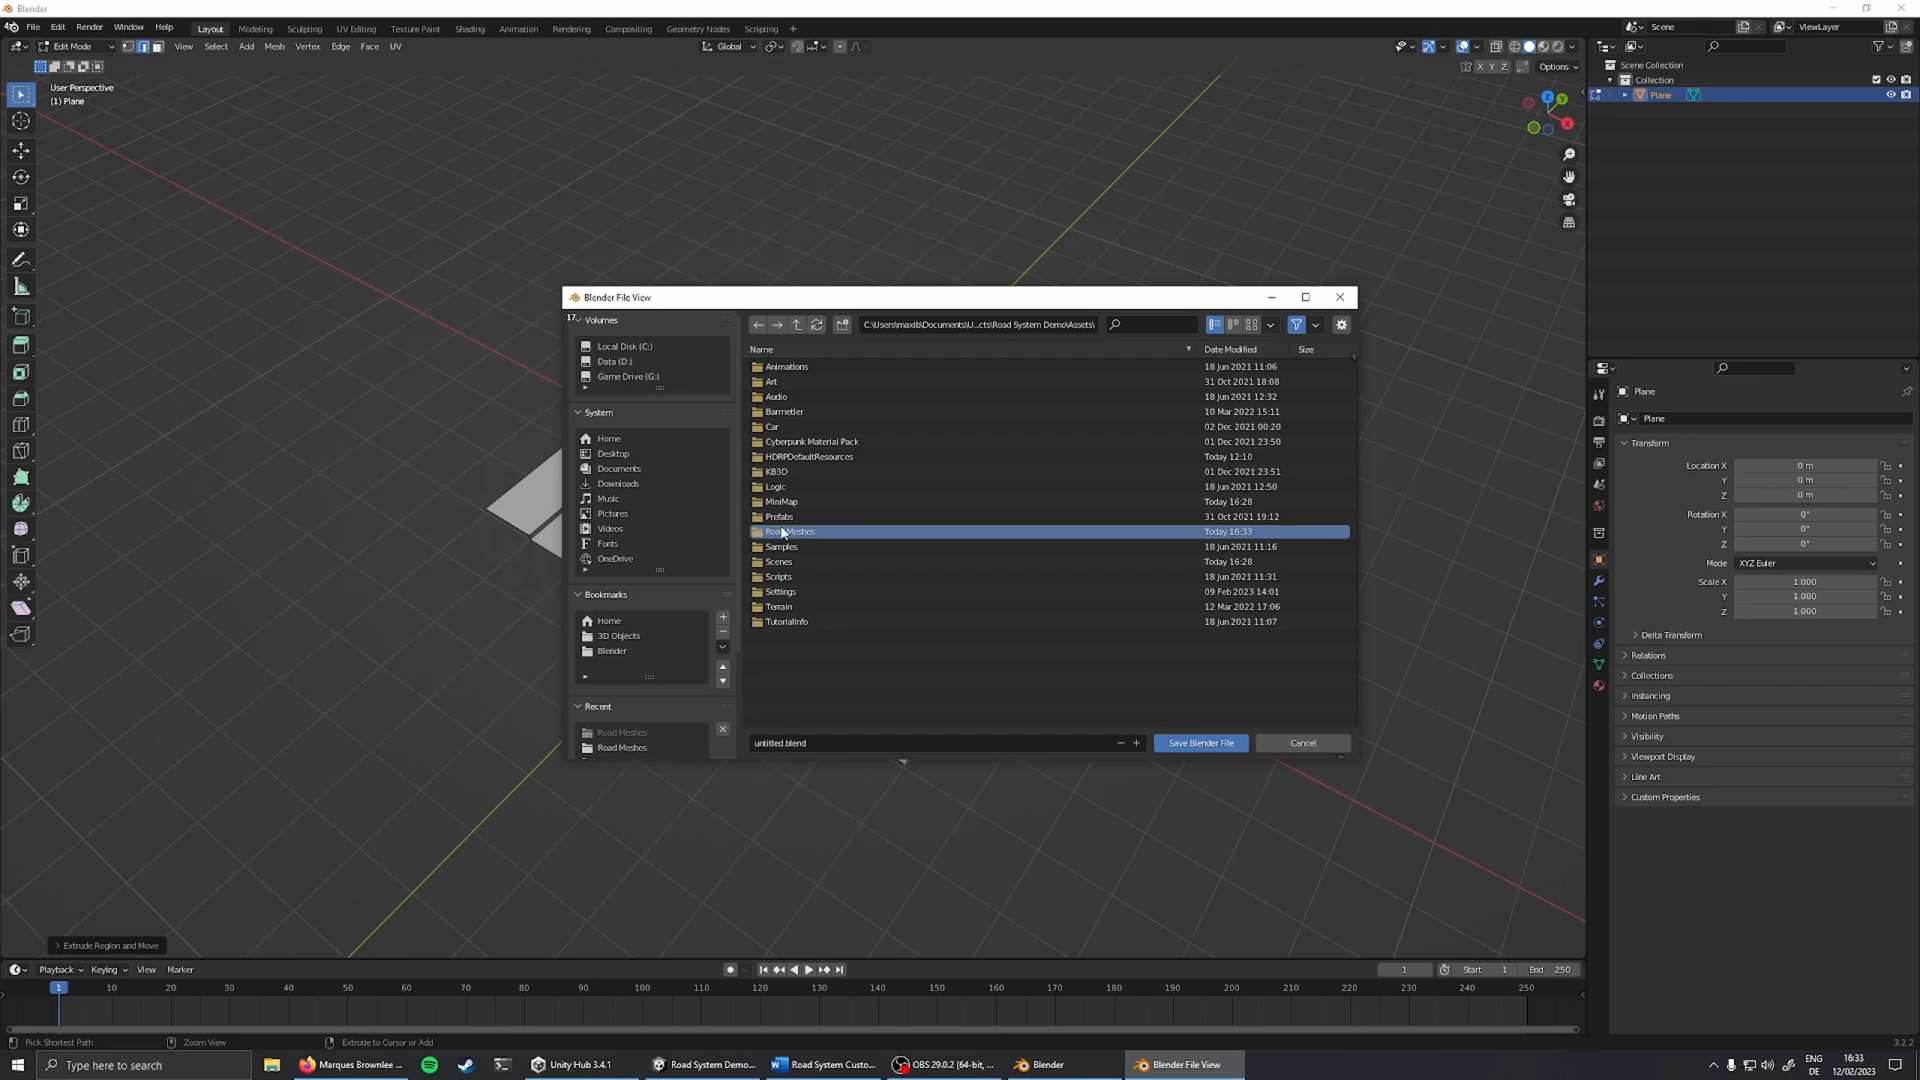 Blender
File Edit Render Window Help Layout Modeling Sculpting UV Editing Texture Paint Shading Animation Rendering Compositing Geometry Nodes Scripting + Scene ViewLayer
Edit Mode View Select Add Mesh Vertex Edge Face UV Global
X Y Z Options
User Perspective
(1) Plane
Scene Collection
Collection
Plane
Z
Y
X
Blender File View
Volumes
Local Disk (C:)
Data (D:)
Game Drive (G:)
System
Home
Desktop
Documents
Downloads
Music
Pictures
Videos
Fonts
OneDrive
Bookmarks
Home
3D Objects
Blender
Recent
Road Meshes
Road Meshes
C:\Users\maxib\Documents\U...cts\Road System Demo\Assets\
Name Date Modified Size
Animations 18 Jun 2021 11:06
Art 31 Oct 2021 18:08
Audio 18 Jun 2021 12:32
Barmetler 10 Mar 2022 15:11
Car 02 Dec 2021 00:20
Cyberpunk Material Pack 01 Dec 2021 23:50
HDRPDefaultResources Today 12:10
KB3D 01 Dec 2021 23:51
Logic 18 Jun 2021 12:50
MiniMap Today 16:28
Prefabs 31 Oct 2021 19:12
Road Meshes Today 16:33
Samples 18 Jun 2021 11:16
Scenes Today 16:28
Scripts 18 Jun 2021 11:31
Settings 09 Feb 2023 14:01
Terrain 12 Mar 2022 17:06
TutorialInfo 18 Jun 2021 11:07
untitled.blend Save Blender File Cancel
Plane
Plane
Transform
Location X 0 m
Y 0 m
Z 0 m
Rotation X 0°
Y 0°
Z 0°
Mode XYZ Euler
Scale X 1.000
Y 1.000
Z 1.000
Delta Transform
Relations
Collections
Instancing
Motion Paths
Visibility
Viewport Display
Line Art
Custom Properties
Extrude Region and Move
Playback Keying View Marker 1 Start 1 End 250
1 10 20 30 40 50 60 70 80 90 100 110 120 130 140 150 160 170 180 190 200 210 220 230 240 250
Pick Shortest Path Zoom View Extrude to Cursor or Add 3.2.2
Type here to search Marques Brownlee ... Unity Hub 3.4.1 Road System Demo... Road System Custo... OBS 29.0.2 (64-bit, ... Blender Blender File View ENG DE 16:33 12/02/2023